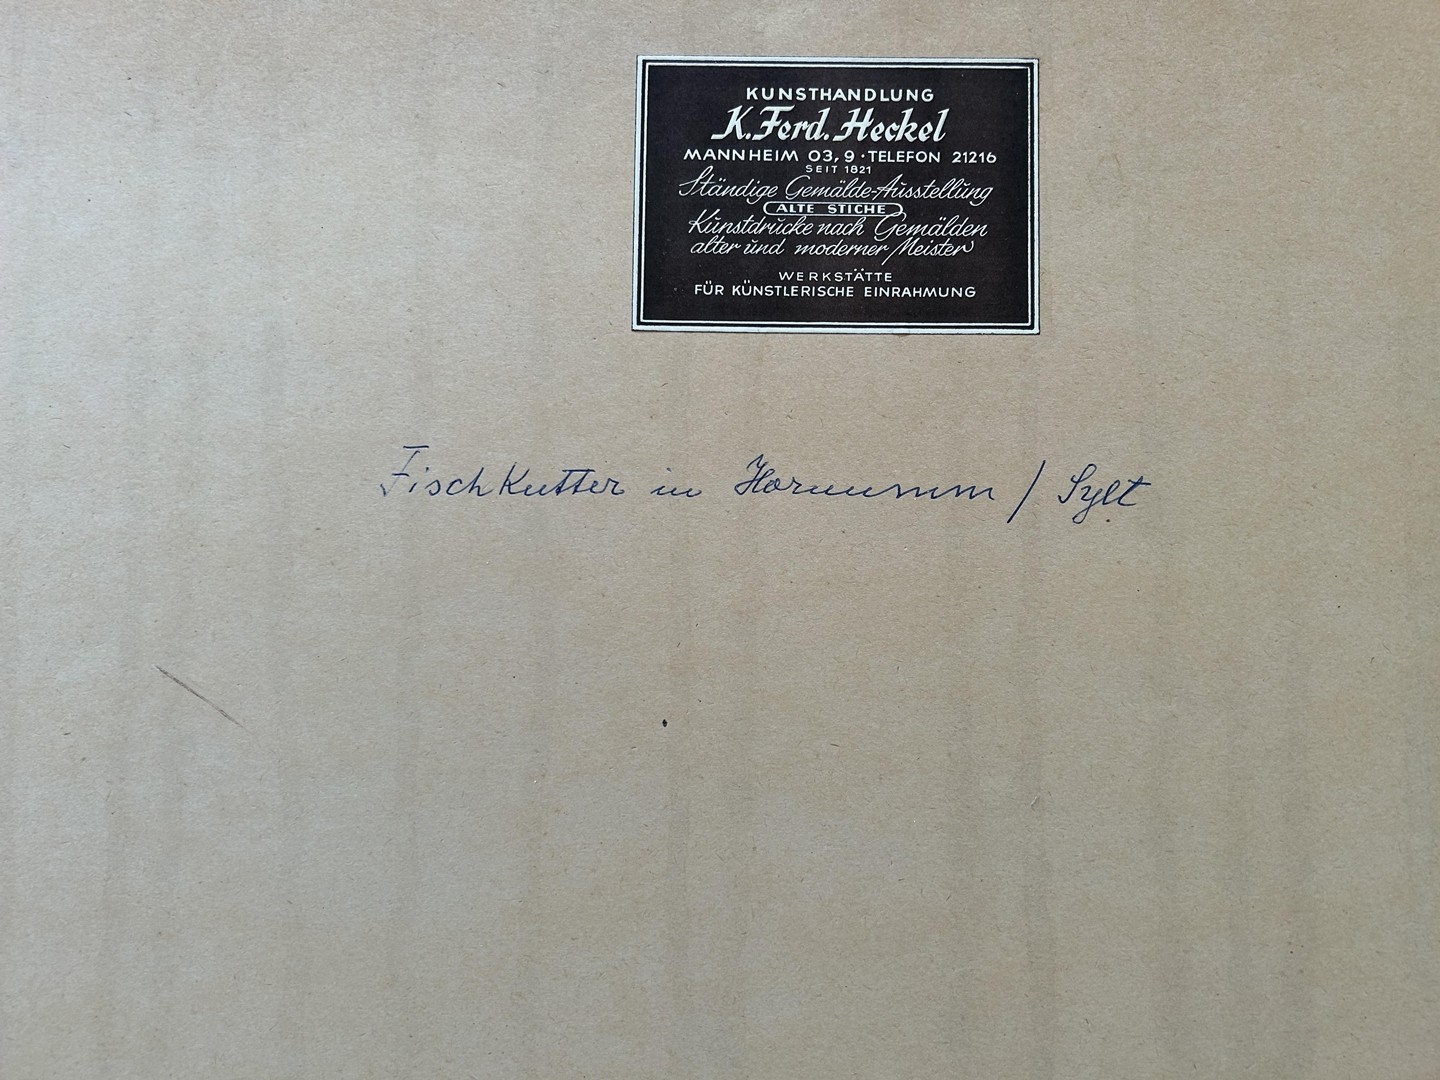 KUNSTHANDLUNG
K. Ferd. Heckel
MANNHEIM O3, 9 · TELEFON 21216
SEIT 1821
Ständige Gemälde-Ausstellung
ALTE STICHE
Kunstdrucke nach Gemälden
alter und moderner Meister
WERKSTÄTTE
FÜR KÜNSTLERISCHE EINRAHMUNG
Fischkutter in Hörnumm / Sylt